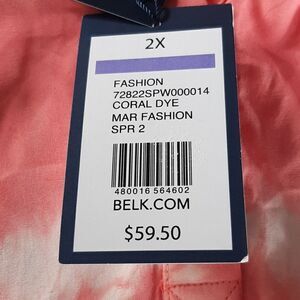 2X
FASHION
72822SPW000014
CORAL DYE
MAR FASHION
SPR 2
480016 564602
BELK.COM
$59.50